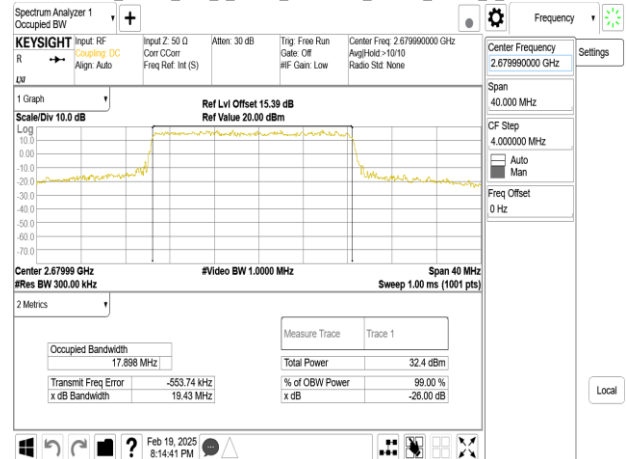 Spectrum Analyzer 1
Occupied BW
Frequency
KEYSIGHT
R
LXI
Input: RF
Coupling: DC
Align: Auto
Input Z: 50 Ω
Corr CCorr
Freq Ref: Int (S)
Atten: 30 dB
Trig: Free Run
Gate: Off
#IF Gain: Low
Center Freq: 2.679990000 GHz
Avg|Hold:>10/10
Radio Std: None
Center Frequency
2.679990000 GHz
Settings
Span
40.000 MHz
CF Step
4.000000 MHz
Auto
Man
Freq Offset
0 Hz
Local
1 Graph
Scale/Div 10.0 dB
Ref Lvl Offset 15.39 dB
Ref Value 20.00 dBm
Log
10.0
0.00
-10.0
-20.0
-30.0
-40.0
-50.0
-60.0
-70.0
Center 2.67999 GHz
#Video BW 1.0000 MHz
Span 40 MHz
#Res BW 300.00 kHz
Sweep 1.00 ms (1001 pts)
2 Metrics
Measure Trace
Trace 1
Occupied Bandwidth
17.898 MHz
Total Power
32.4 dBm
Transmit Freq Error
-553.74 kHz
% of OBW Power
99.00 %
x dB Bandwidth
19.43 MHz
x dB
-26.00 dB
Feb 19, 2025
8:14:41 PM